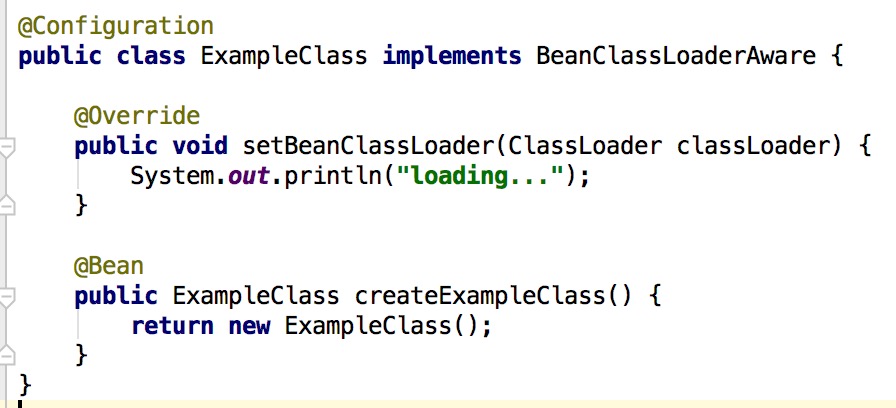 @Configuration
public class ExampleClass implements BeanClassLoaderAware {
@Override
public void setBeanClassLoader(ClassLoader classLoader) {
System.out.println("loading...");
}
@Bean
public ExampleClass createExampleClass() {
return new ExampleClass();
}
}